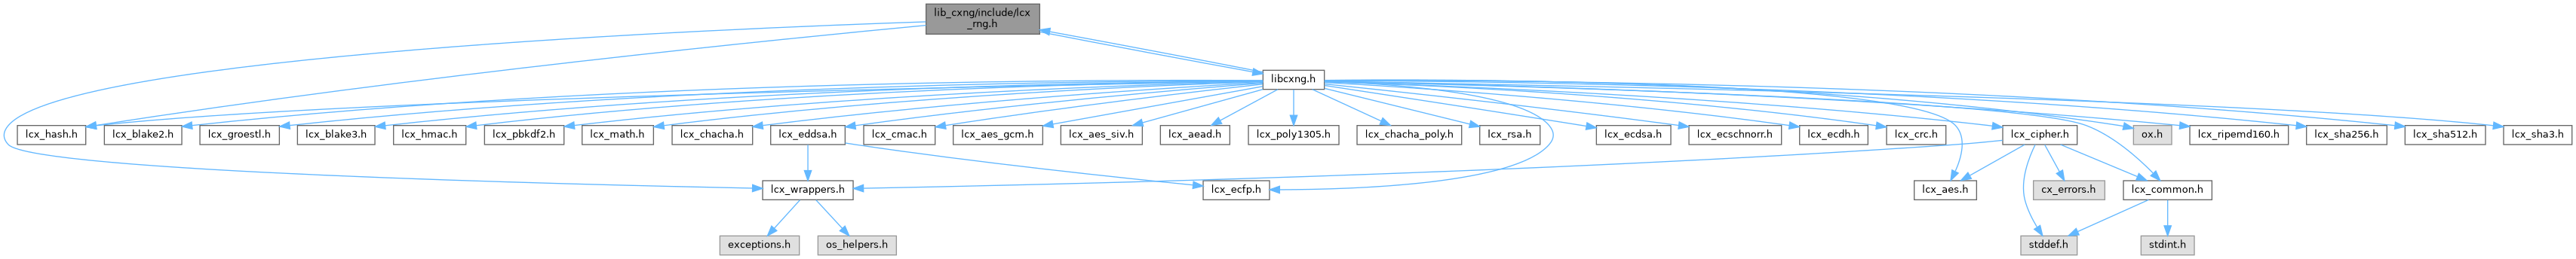 lib_cxng/include/lcx
_rng.h
libcxng.h
lcx_hash.h
lcx_blake2.h
lcx_groestl.h
lcx_blake3.h
lcx_hmac.h
lcx_pbkdf2.h
lcx_math.h
lcx_chacha.h
lcx_eddsa.h
lcx_cmac.h
lcx_aes_gcm.h
lcx_aes_siv.h
lcx_aead.h
lcx_poly1305.h
lcx_chacha_poly.h
lcx_rsa.h
lcx_ecdsa.h
lcx_ecschnorr.h
lcx_ecdh.h
lcx_crc.h
lcx_cipher.h
ox.h
lcx_ripemd160.h
lcx_sha256.h
lcx_sha512.h
lcx_sha3.h
lcx_wrappers.h
lcx_ecfp.h
lcx_aes.h
cx_errors.h
lcx_common.h
exceptions.h
os_helpers.h
stddef.h
stdint.h